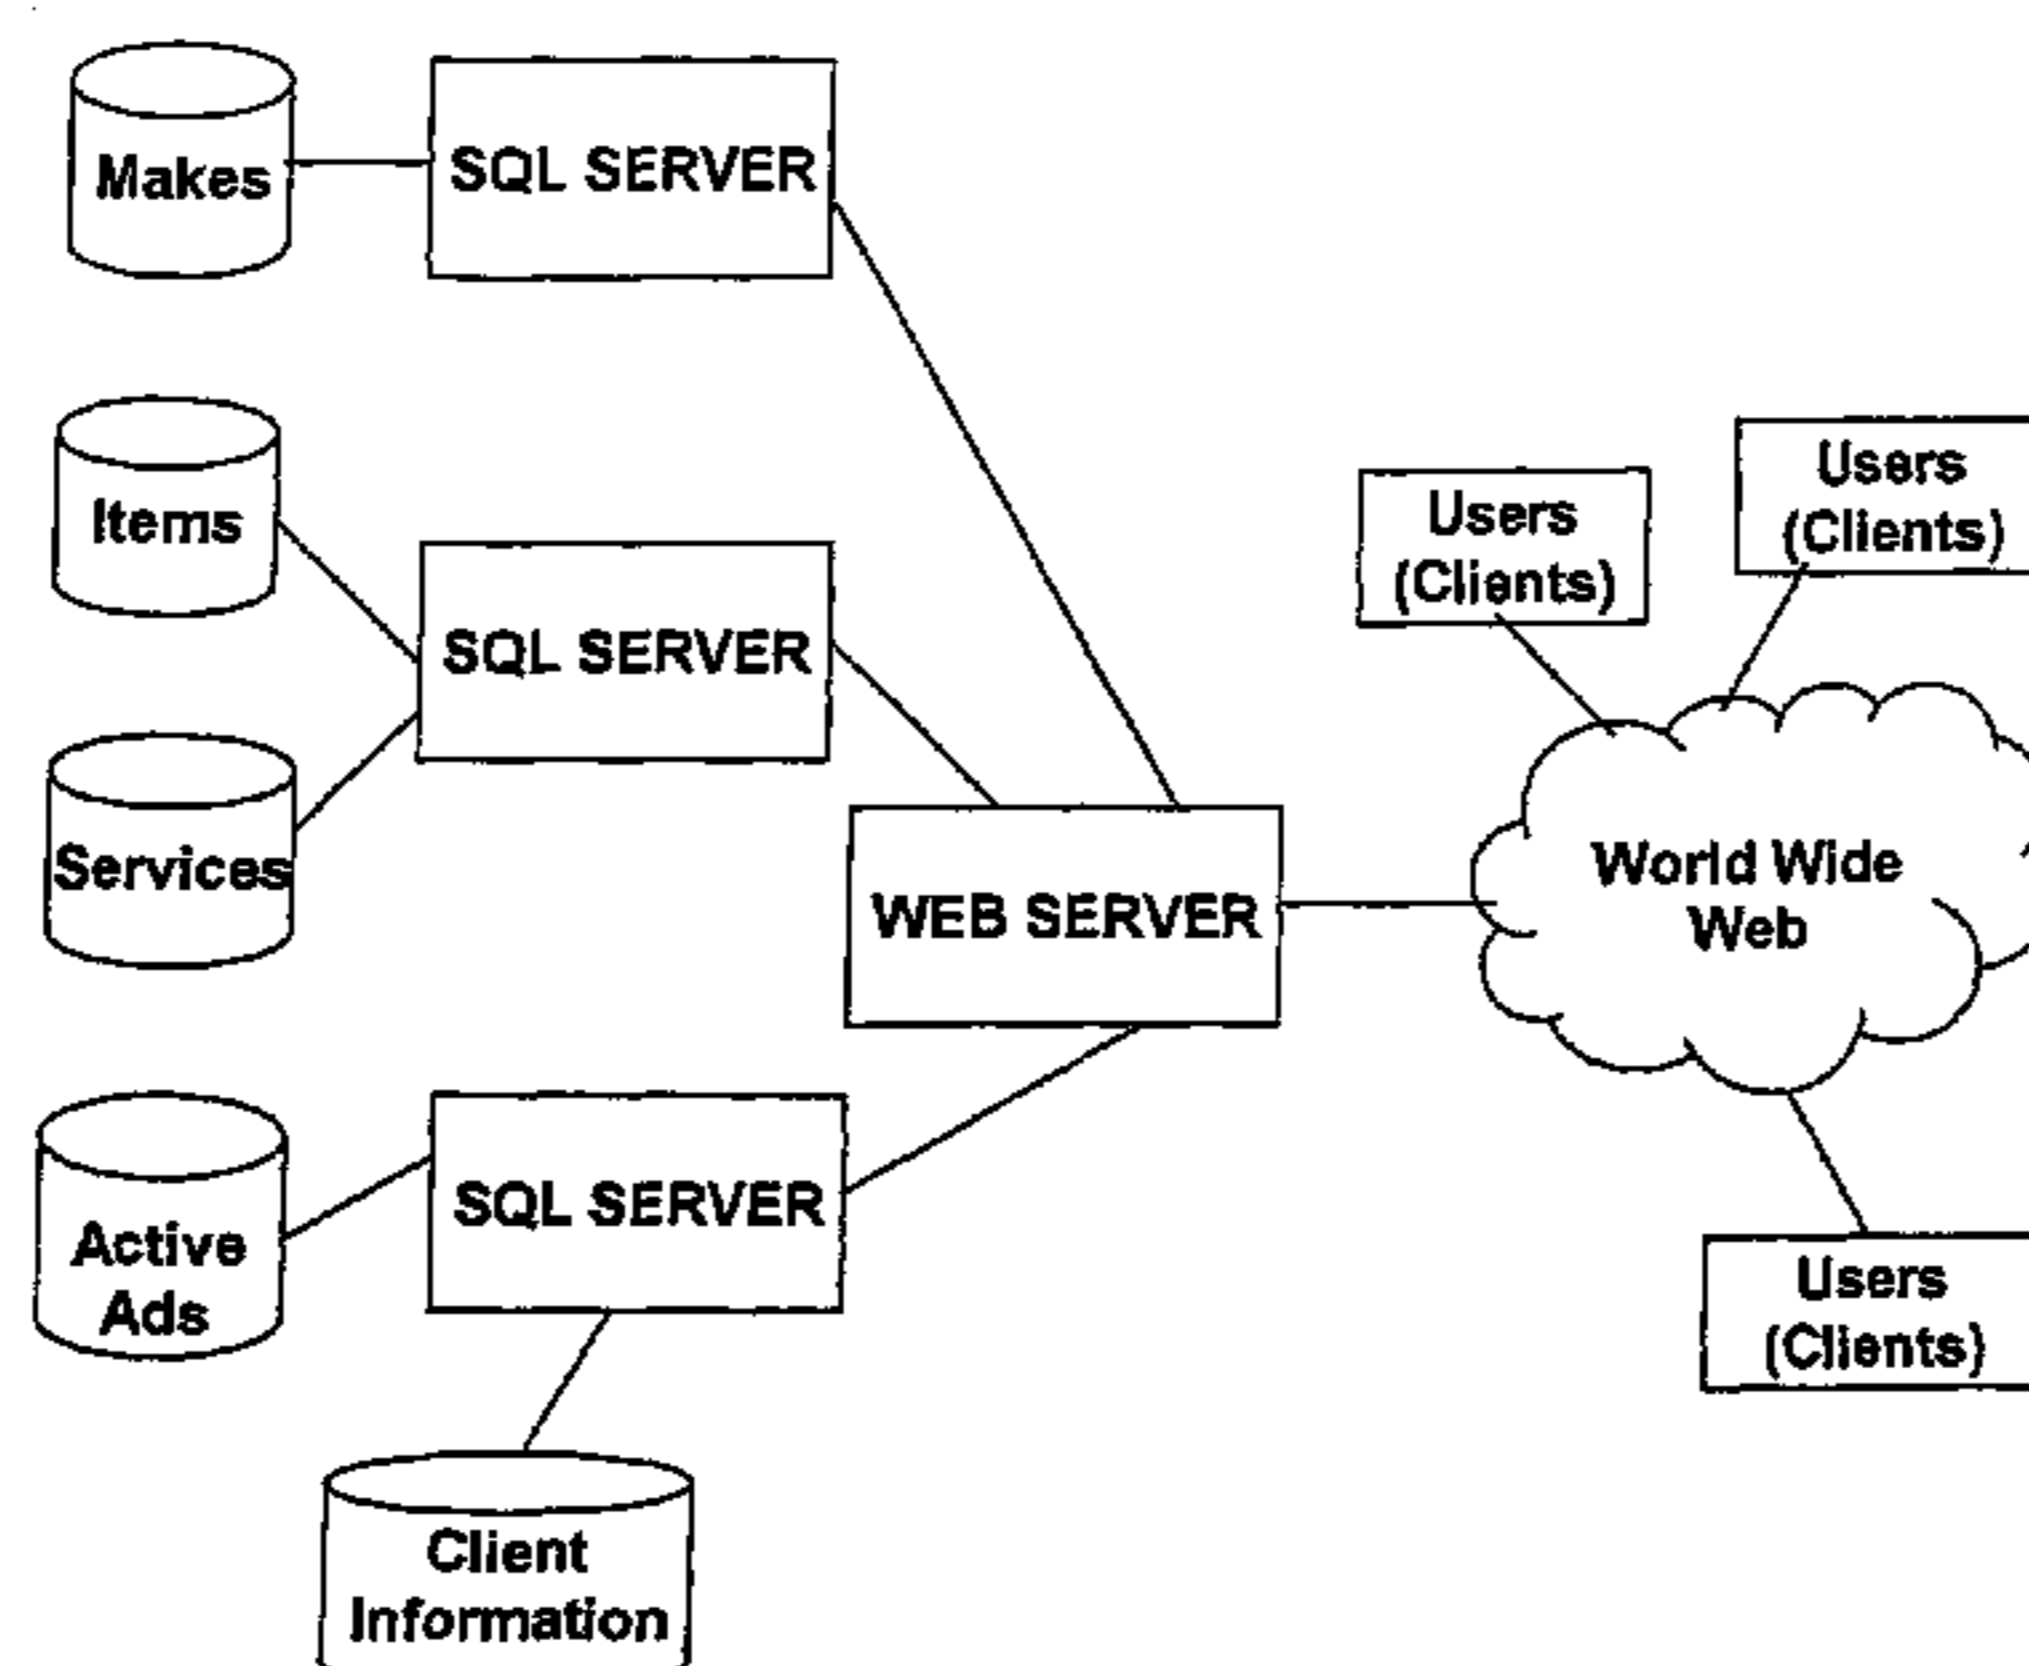 Makes
SQL SERVER
Items
SQL SERVER
Services
Users
(Clients)
Users
(Clients)
WEB SERVER
World Wide
Web
Active
Ads
SQL SERVER
Users
(Clients)
Client
Information